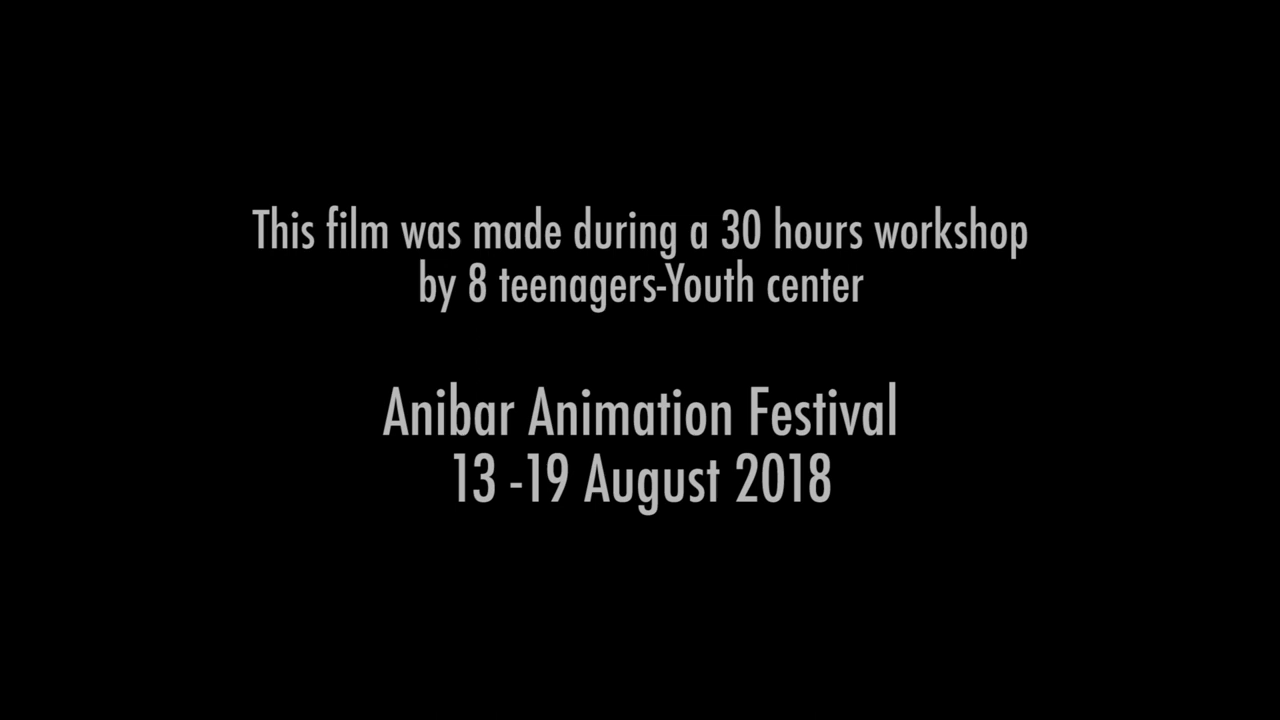 This film was made during a 30 hours workshop
by 8 teenagers-Youth center
Anibar Animation Festival
13 -19 August 2018